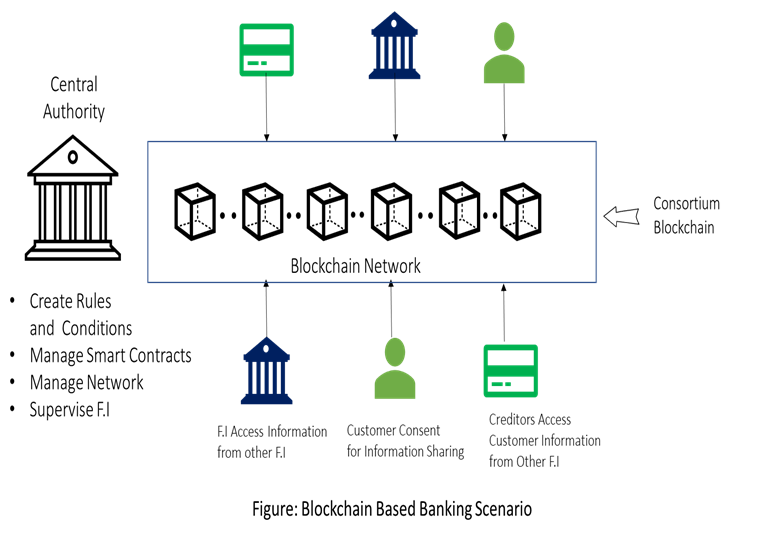 Central
Authority
• Create Rules
and Conditions
• Manage Smart Contracts
• Manage Network
• Supervise F.I
Blockchain Network
Consortium
Blockchain
F.I Access Information
from other F.I
Customer Consent
for Information Sharing
Creditors Access
Customer Information
from Other F.I
Figure: Blockchain Based Banking Scenario